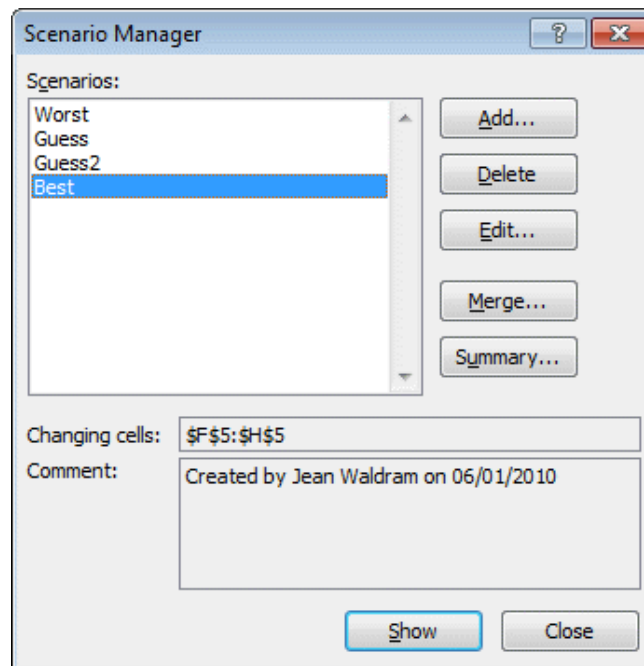 Scenario Manager
?
Scenarios:
Worst
Guess
Guess2
Best
Add...
Delete
Edit...
Merge...
Summary...
Changing cells: $F$5:$H$5
Comment: Created by Jean Waldram on 06/01/2010
Show Close